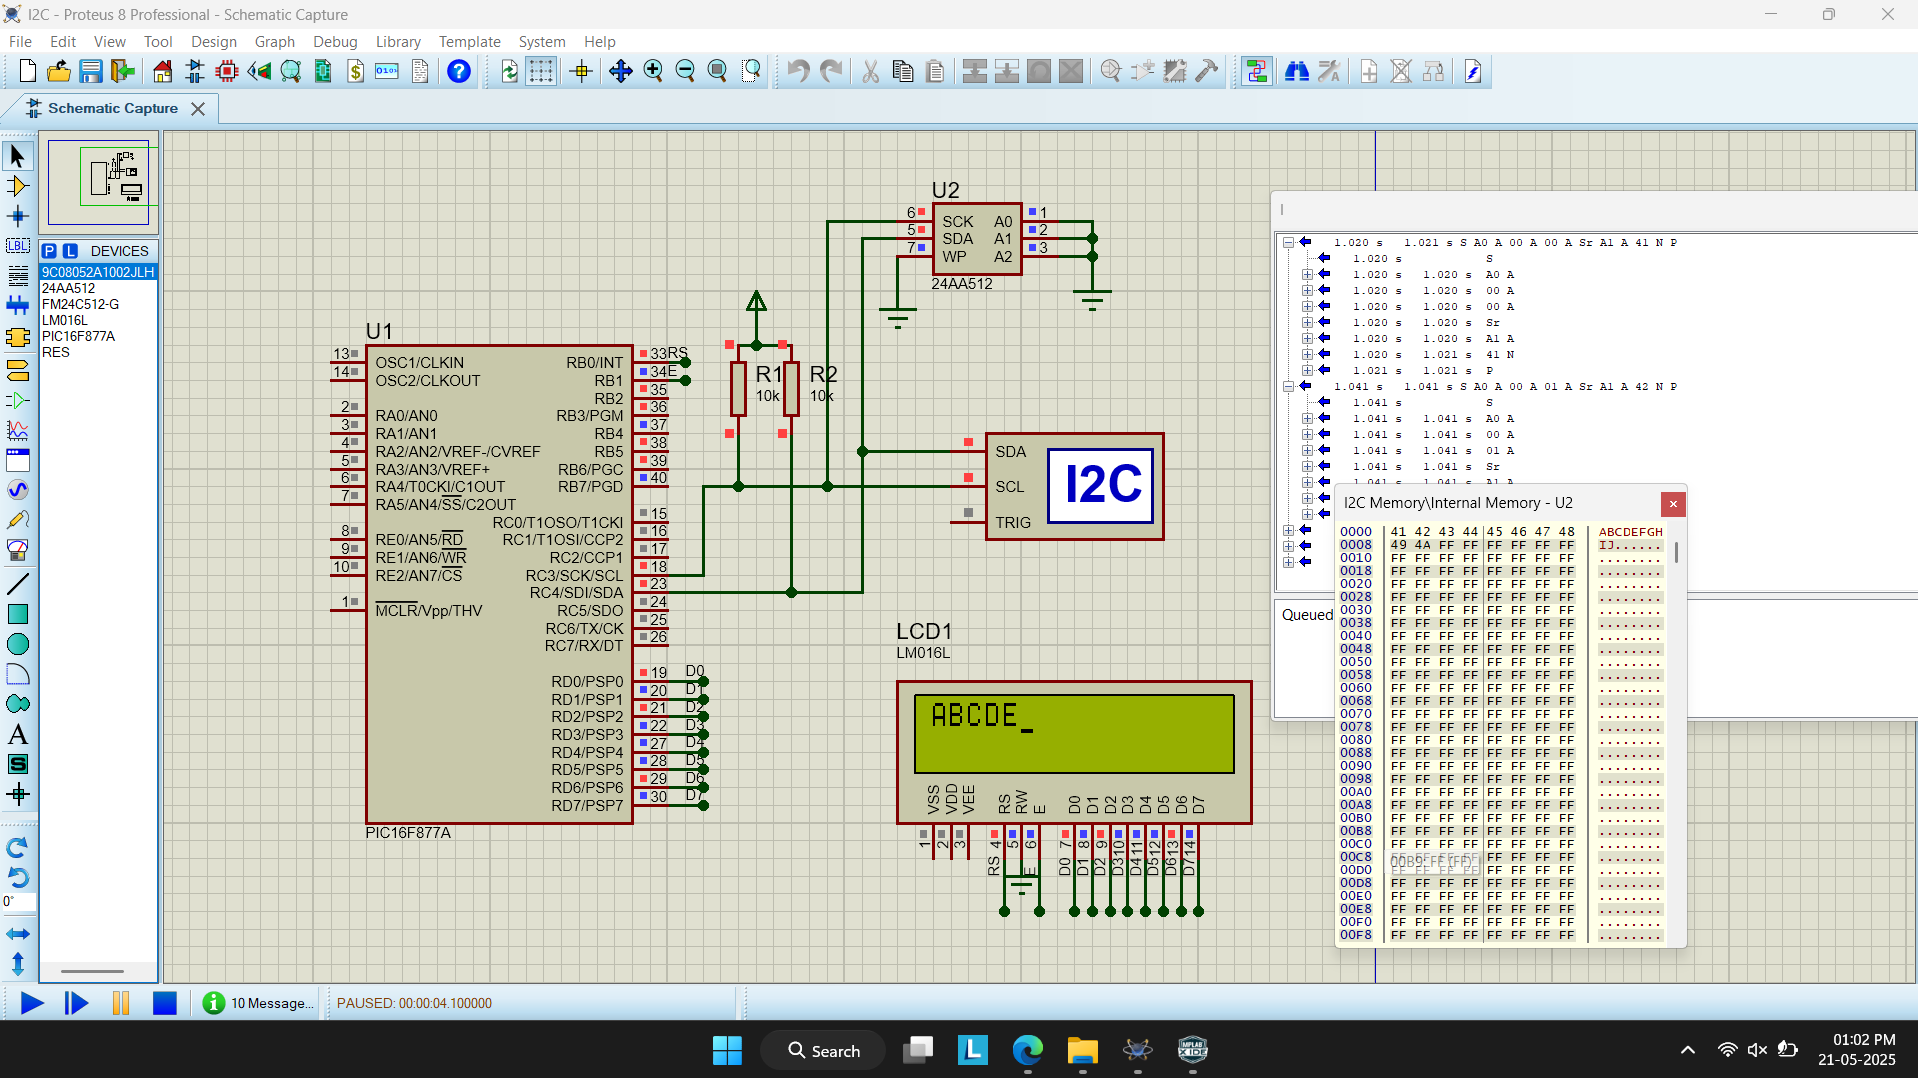 I2C - Proteus 8 Professional - Schematic Capture
File Edit View Tool Design Graph Debug Library Template System Help
Schematic Capture
LBL
P L DEVICES
9C08052A1002JLH
24AA512
FM24C512-G
LM016L
PIC16F877A
RES
A
S
0°
U1
13 OSC1/CLKIN
14 OSC2/CLKOUT
2 RA0/AN0
3 RA1/AN1
4 RA2/AN2/VREF-/CVREF
5 RA3/AN3/VREF+
6 RA4/T0CKI/C1OUT
7 RA5/AN4/SS/C2OUT
8 RE0/AN5/RD
9 RE1/AN6/WR
10 RE2/AN7/CS
1 MCLR/Vpp/THV
RB0/INT 33 RS
RB1 34 E
RB2 35
RB3/PGM 36
RB4 37
RB5 38
RB6/PGC 39
RB7/PGD 40
RC0/T1OSO/T1CKI 15
RC1/T1OSI/CCP2 16
RC2/CCP1 17
RC3/SCK/SCL 18
RC4/SDI/SDA 23
RC5/SDO 24
RC6/TX/CK 25
RC7/RX/DT 26
RD0/PSP0 19 D0
RD1/PSP1 20 D1
RD2/PSP2 21 D2
RD3/PSP3 22 D3
RD4/PSP4 27 D4
RD5/PSP5 28 D5
RD6/PSP6 29 D6
RD7/PSP7 30 D7
PIC16F877A
R1
10k
R2
10k
U2
6 SCK A0 1
5 SDA A1 2
7 WP A2 3
24AA512
SDA
SCL
TRIG
I2C
LCD1
LM016L
ABCDE_
VSS VDD VEE RS RW E D0 D1 D2 D3 D4 D5 D6 D7
1 2 3 4 5 6 7 8 9 10 11 12 13 14
RS E D0 D1 D2 D3 D4 D5 D6 D7
1.020 s 1.021 s S A0 A 00 A 00 A Sr A1 A 41 N P
1.020 s S
1.020 s 1.020 s A0 A
1.020 s 1.020 s 00 A
1.020 s 1.020 s 00 A
1.020 s 1.020 s Sr
1.020 s 1.020 s A1 A
1.020 s 1.021 s 41 N
1.021 s 1.021 s P
1.041 s 1.041 s S A0 A 00 A 01 A Sr A1 A 42 N P
1.041 s S
1.041 s 1.041 s A0 A
1.041 s 1.041 s 00 A
1.041 s 1.041 s 01 A
1.041 s 1.041 s Sr
1.041 s 1.041 s A1 A
Queued
I2C Memory\Internal Memory - U2
0000 41 42 43 44 45 46 47 48 ABCDEFGH
0008 49 4A FF FF FF FF FF FF IJ......
0010 FF FF FF FF FF FF FF FF ........
0018 FF FF FF FF FF FF FF FF ........
0020 FF FF FF FF FF FF FF FF ........
0028 FF FF FF FF FF FF FF FF ........
0030 FF FF FF FF FF FF FF FF ........
0038 FF FF FF FF FF FF FF FF ........
0040 FF FF FF FF FF FF FF FF ........
0048 FF FF FF FF FF FF FF FF ........
0050 FF FF FF FF FF FF FF FF ........
0058 FF FF FF FF FF FF FF FF ........
0060 FF FF FF FF FF FF FF FF ........
0068 FF FF FF FF FF FF FF FF ........
0070 FF FF FF FF FF FF FF FF ........
0078 FF FF FF FF FF FF FF FF ........
0080 FF FF FF FF FF FF FF FF ........
0088 FF FF FF FF FF FF FF FF ........
0090 FF FF FF FF FF FF FF FF ........
0098 FF FF FF FF FF FF FF FF ........
00A0 FF FF FF FF FF FF FF FF ........
00A8 FF FF FF FF FF FF FF FF ........
00B0 FF FF FF FF FF FF FF FF ........
00B8 FF FF FF FF FF FF FF FF ........
00C0 FF FF FF FF FF FF FF FF ........
00C8 FF FF FF FF ........
00B9: FF (FF)
00D0 FF FF FF FF FF FF FF FF ........
00D8 FF FF FF FF FF FF FF FF ........
00E0 FF FF FF FF FF FF FF FF ........
00E8 FF FF FF FF FF FF FF FF ........
00F0 FF FF FF FF FF FF FF FF ........
00F8 FF FF FF FF FF FF FF FF ........
10 Message...
PAUSED: 00:00:04.100000
Search
L
MPLAB
X IDE
01:02 PM
21-05-2025